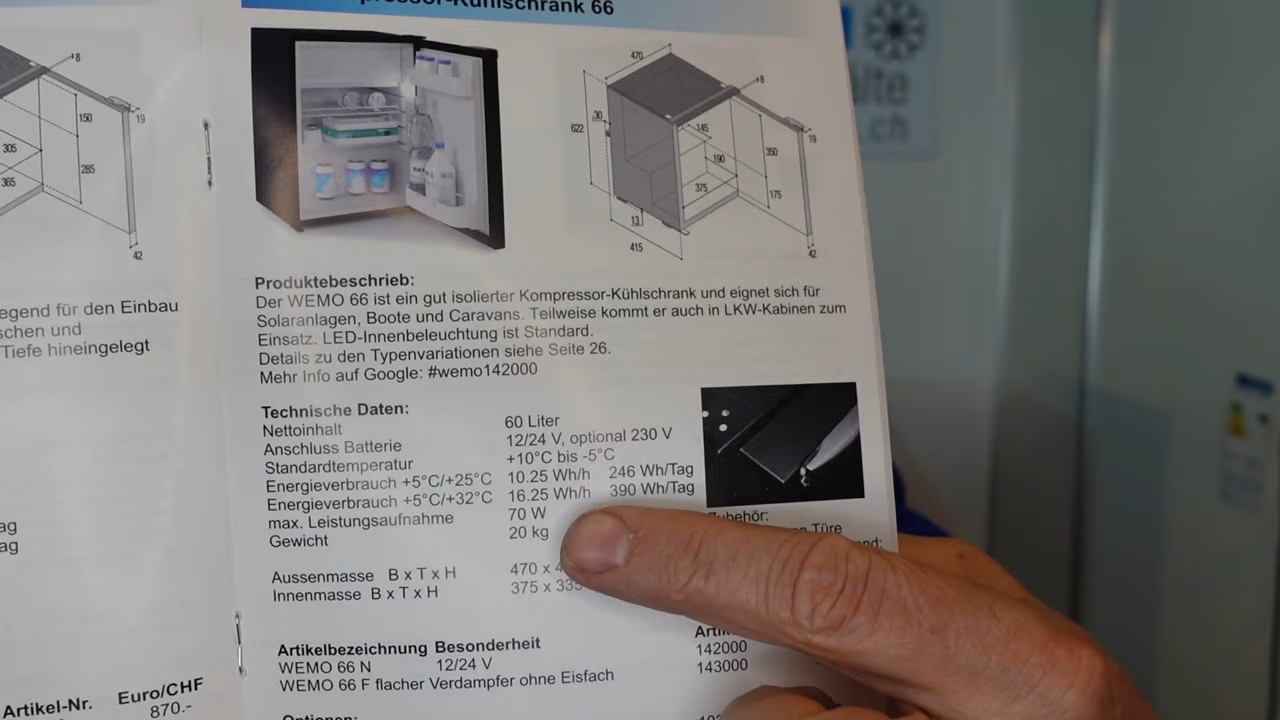 Kühlschrank 66
8
150
19
305
285
365
42
470
8
30
145
19
622
350
190
375
175
13
415
42
egend für den Einbau
schen und
Tiefe hineingelegt
ag
ag
Artikel-Nr. Euro/CHF
870.-
Produktebeschrieb:
Der WEMO 66 ist ein gut isolierter Kompressor-Kühlschrank und eignet sich für
Solaranlagen, Boote und Caravans. Teilweise kommt er auch in LKW-Kabinen zum
Einsatz. LED-Innenbeleuchtung ist Standard.
Details zu den Typenvariationen siehe Seite 26.
Mehr Info auf Google: #wemo142000
Technische Daten:
Nettoinhalt 60 Liter
Anschluss Batterie 12/24 V, optional 230 V
Standardtemperatur +10°C bis -5°C
Energieverbrauch +5°C/+25°C 10.25 Wh/h 246 Wh/Tag
Energieverbrauch +5°C/+32°C 16.25 Wh/h 390 Wh/Tag
max. Leistungsaufnahme 70 W
Gewicht 20 kg
Aussenmasse B x T x H 470 x 4
Innenmasse B x T x H 375 x 335
Zubehör:
Türe
Artikelbezeichnung Besonderheit
WEMO 66 N 12/24 V 142000
WEMO 66 F flacher Verdampfer ohne Eisfach 143000
Optionen:
älte
.ch